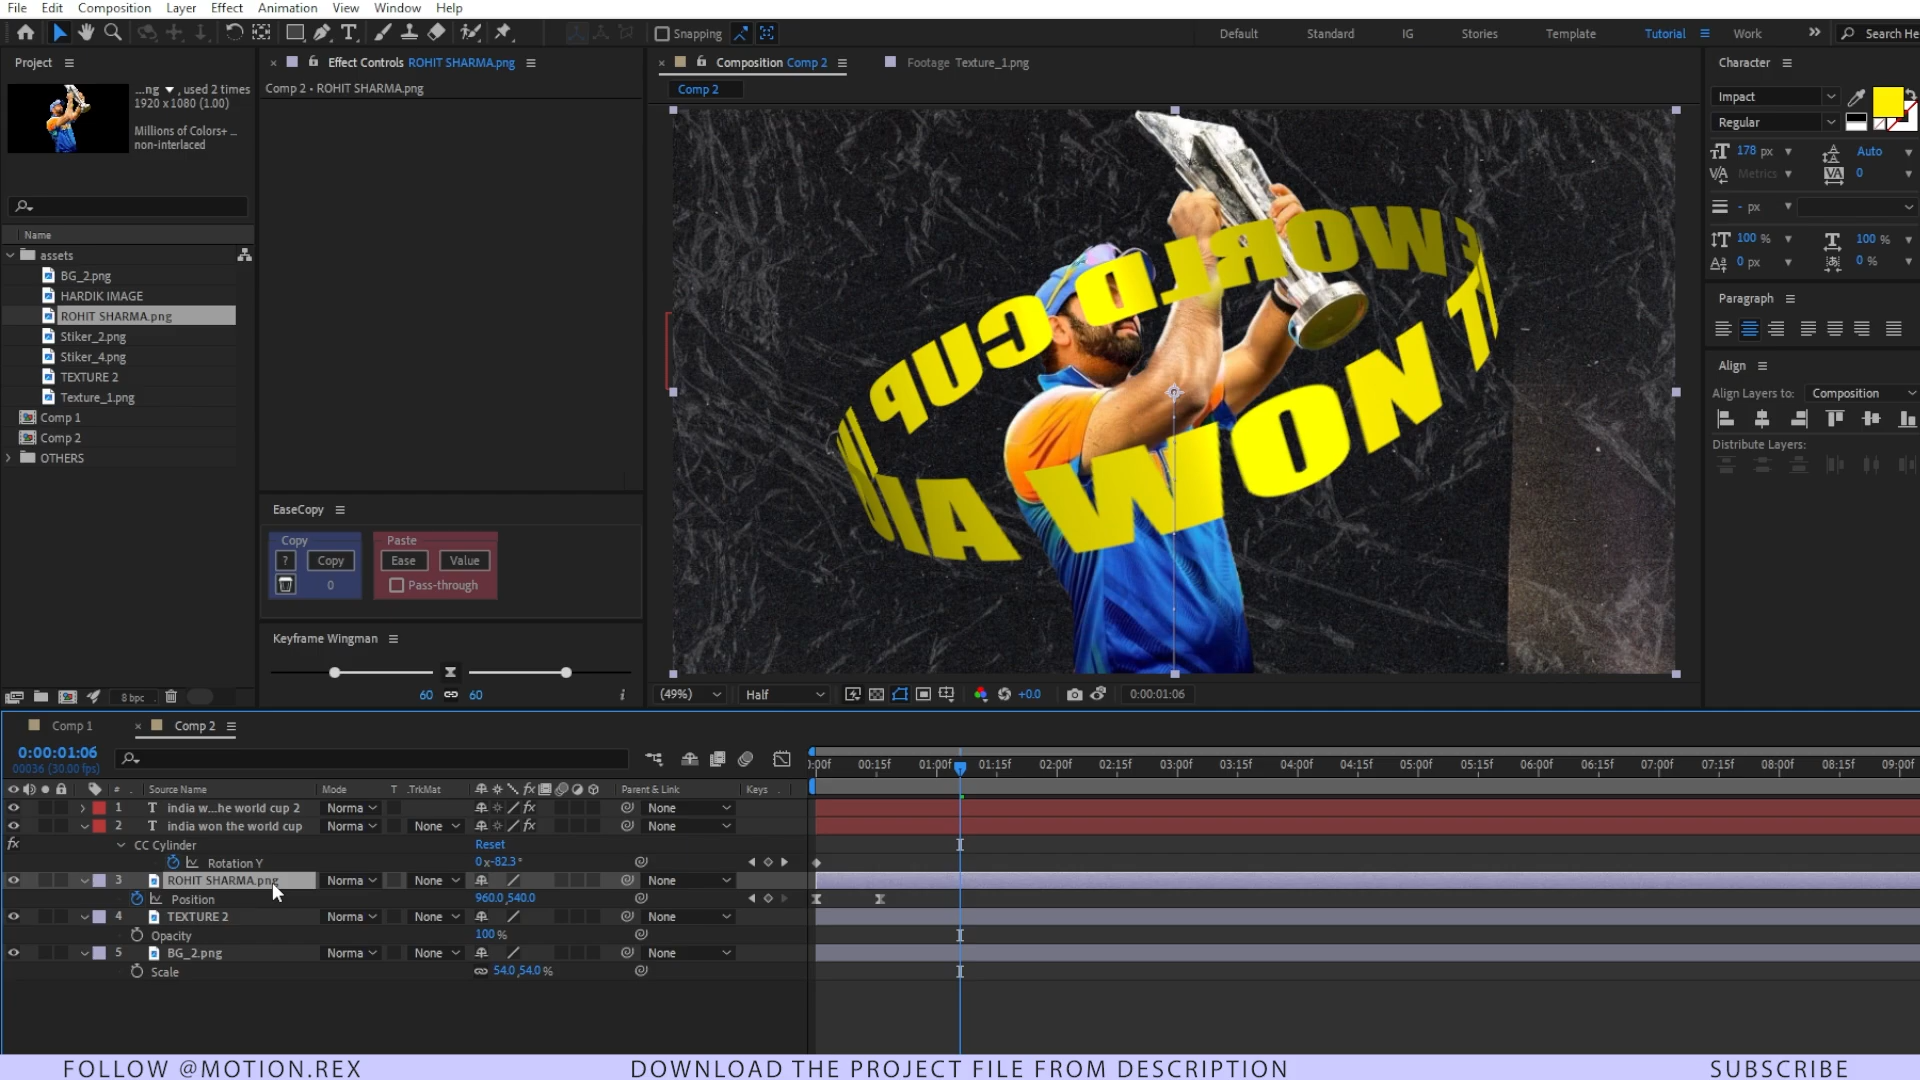 File Edit Composition Layer Effect Animation View Window Help
Snapping
Default Standard IG Stories Template Tutorial Work Search He
Project
...ng ▼, used 2 times
1920 x 1080 (1.00)
Millions of Colors+ ...
non-interlaced
Name
assets
BG_2.png
HARDIK IMAGE
ROHIT SHARMA.png
Stiker_2.png
Stiker_4.png
TEXTURE 2
Texture_1.png
Comp 1
Comp 2
OTHERS
8 bpc
Effect Controls ROHIT SHARMA.png
Comp 2 • ROHIT SHARMA.png
EaseCopy
Copy Paste
? Copy Ease Value
0 Pass-through
Keyframe Wingman
60 60 i
Composition Comp 2 Footage Texture_1.png
Comp 2
WORLD CUP
WON
(49%) Half +0.0 0:00:01:06
Character
Impact
Regular
178 px Auto
Metrics 0
- px
100 % 100 %
0 px 0 %
Paragraph
Align
Align Layers to: Composition
Distribute Layers:
Comp 1 Comp 2
0:00:01:06
00036 (30.00 fps)
:00f 00:15f 01:00f 01:15f 02:00f 02:15f 03:00f 03:15f 04:00f 04:15f 05:00f 05:15f 06:00f 06:15f 07:00f 07:15f 08:00f 08:15f 09:00f
# Source Name Mode T .TrkMat Parent & Link Keys
1 T india w...he world cup 2 Norma None
2 T india won the world cup Norma None None
fx CC Cylinder Reset
Rotation Y 0 x-82.3°
3 ROHIT SHARMA.png Norma None None
Position 960.0,540.0
4 TEXTURE 2 Norma None None
Opacity 100 %
5 BG_2.png Norma None None
Scale 54.0,54.0 %
FOLLOW @MOTION.REX DOWNLOAD THE PROJECT FILE FROM DESCRIPTION SUBSCRIBE